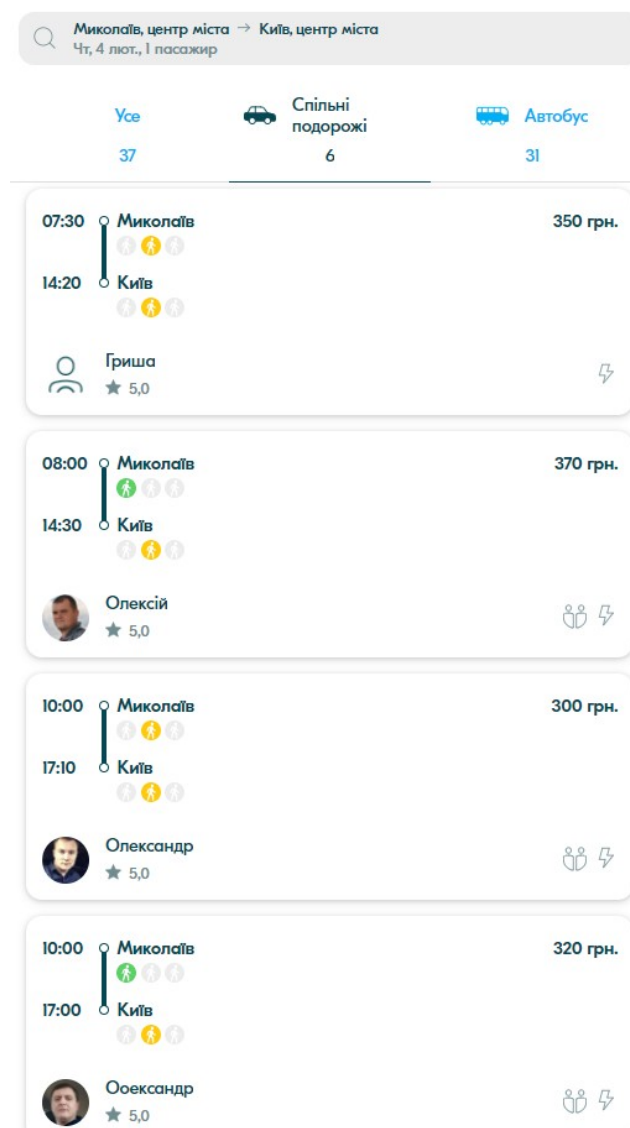 Миколаїв, центр міста → Київ, центр міста
Чт, 4 лют., 1 пасажир
Усе
37
Спільні
подорожі
6
Автобус
31
07:30 Миколаїв 350 грн.
14:20 Київ
Гриша
★ 5,0
08:00 Миколаїв 370 грн.
14:30 Київ
Олексій
★ 5,0
10:00 Миколаїв 300 грн.
17:10 Київ
Олександр
★ 5,0
10:00 Миколаїв 320 грн.
17:00 Київ
Ооександр
★ 5,0